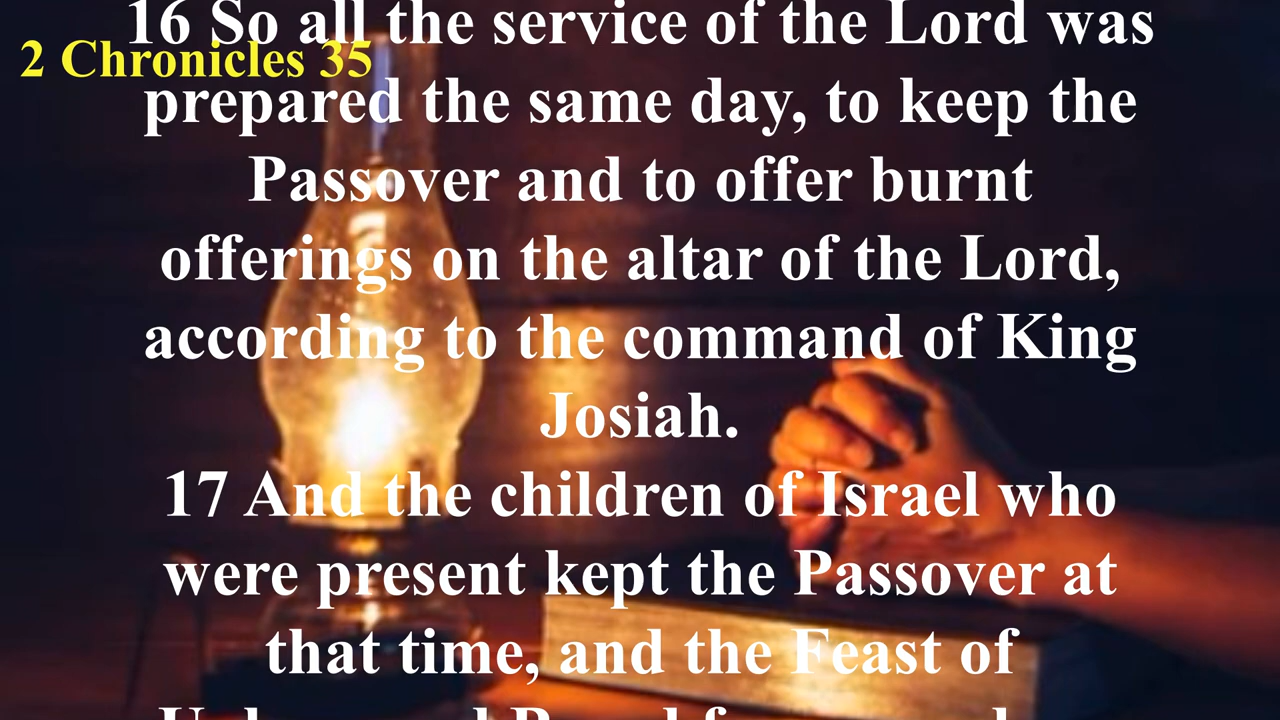 16 So all the service of the Lord was
2 Chronicles 35
prepared the same day, to keep the
Passover and to offer burnt
offerings on the altar of the Lord,
according to the command of King
Josiah.
17 And the children of Israel who
were present kept the Passover at
that time, and the Feast of